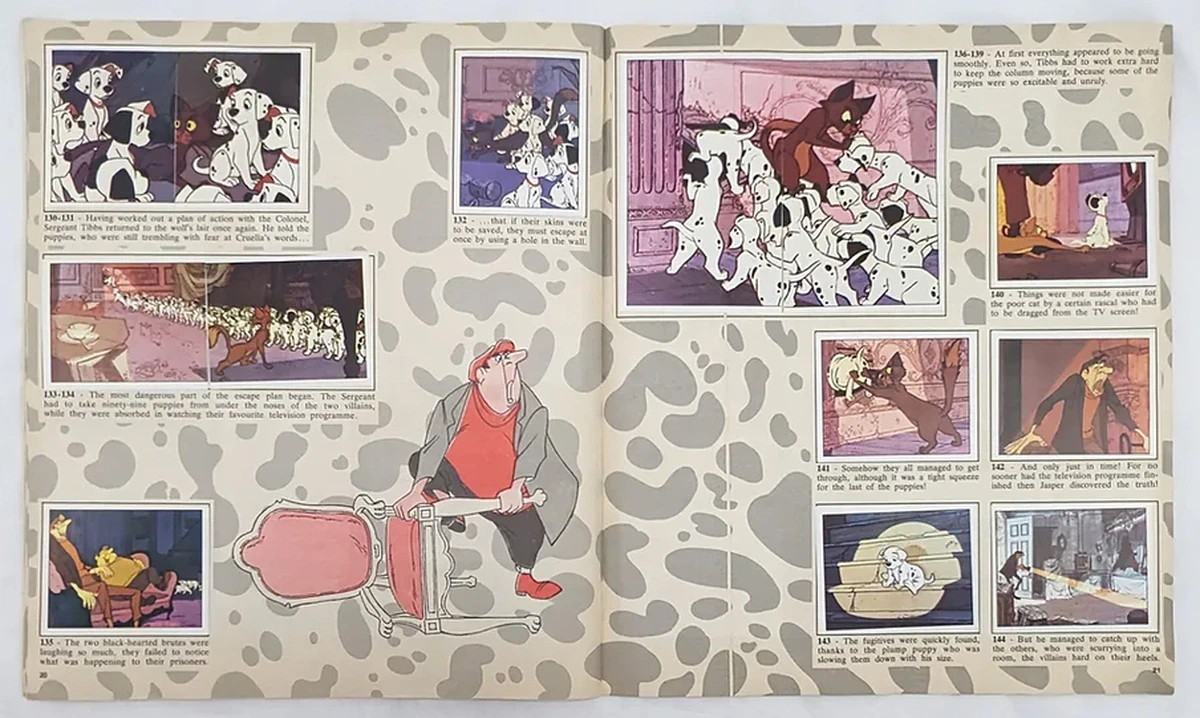 130-131 - Having worked out a plan of action with the Colonel,
Sergeant Tibbs returned to the wolf's lair once again. He told the
puppies, who were still trembling with fear at Cruella's words...
132 - ...that if their skins were
to be saved, they must escape at
once by using a hole in the wall.
133-134 - The most dangerous part of the escape plan began. The Sergeant
had to take ninety-nine puppies from under the noses of the two villains,
while they were absorbed in watching their favourite television programme.
135 - The two black-hearted brutes were
laughing so much, they failed to notice
what was happening to their prisoners.
20
136-139 - At first everything appeared to be going
smoothly. Even so, Tibbs had to work extra hard
to keep the column moving, because some of the
puppies were so excitable and unruly.
140 - Things were not made easier for
the poor cat by a certain rascal who had
to be dragged from the TV screen!
141 - Somehow they all managed to get
through, although it was a tight squeeze
for the last of the puppies!
142 - And only just in time! For no
sooner had the television programme fin-
ished then Jasper discovered the truth!
143 - The fugitives were quickly found,
thanks to the plump puppy who was
slowing them down with his size.
144 - But he managed to catch up with
the others, who were scurrying into a
room, the villains hard on their heels.
21